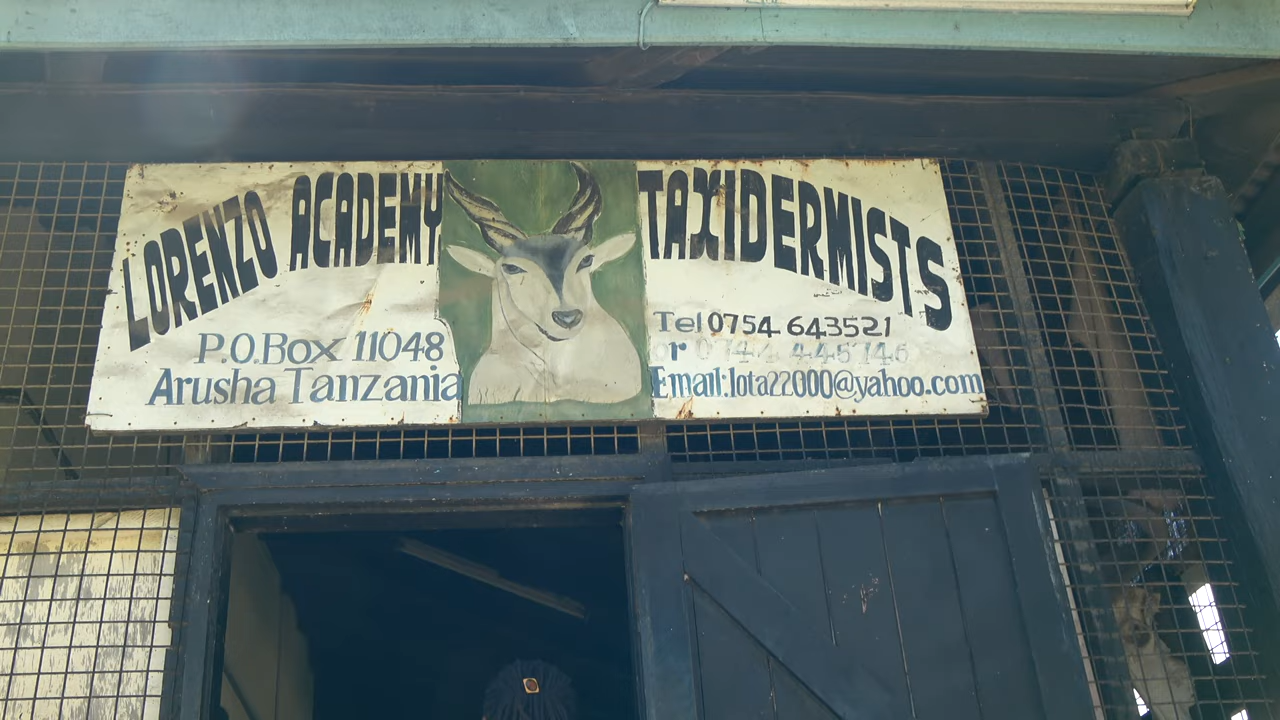 LORENZO ACADEMY TAXIDERMISTS
P.O.Box 11048
Arusha Tanzania
Tel 0754 643521
Email:lota22000@yahoo.com